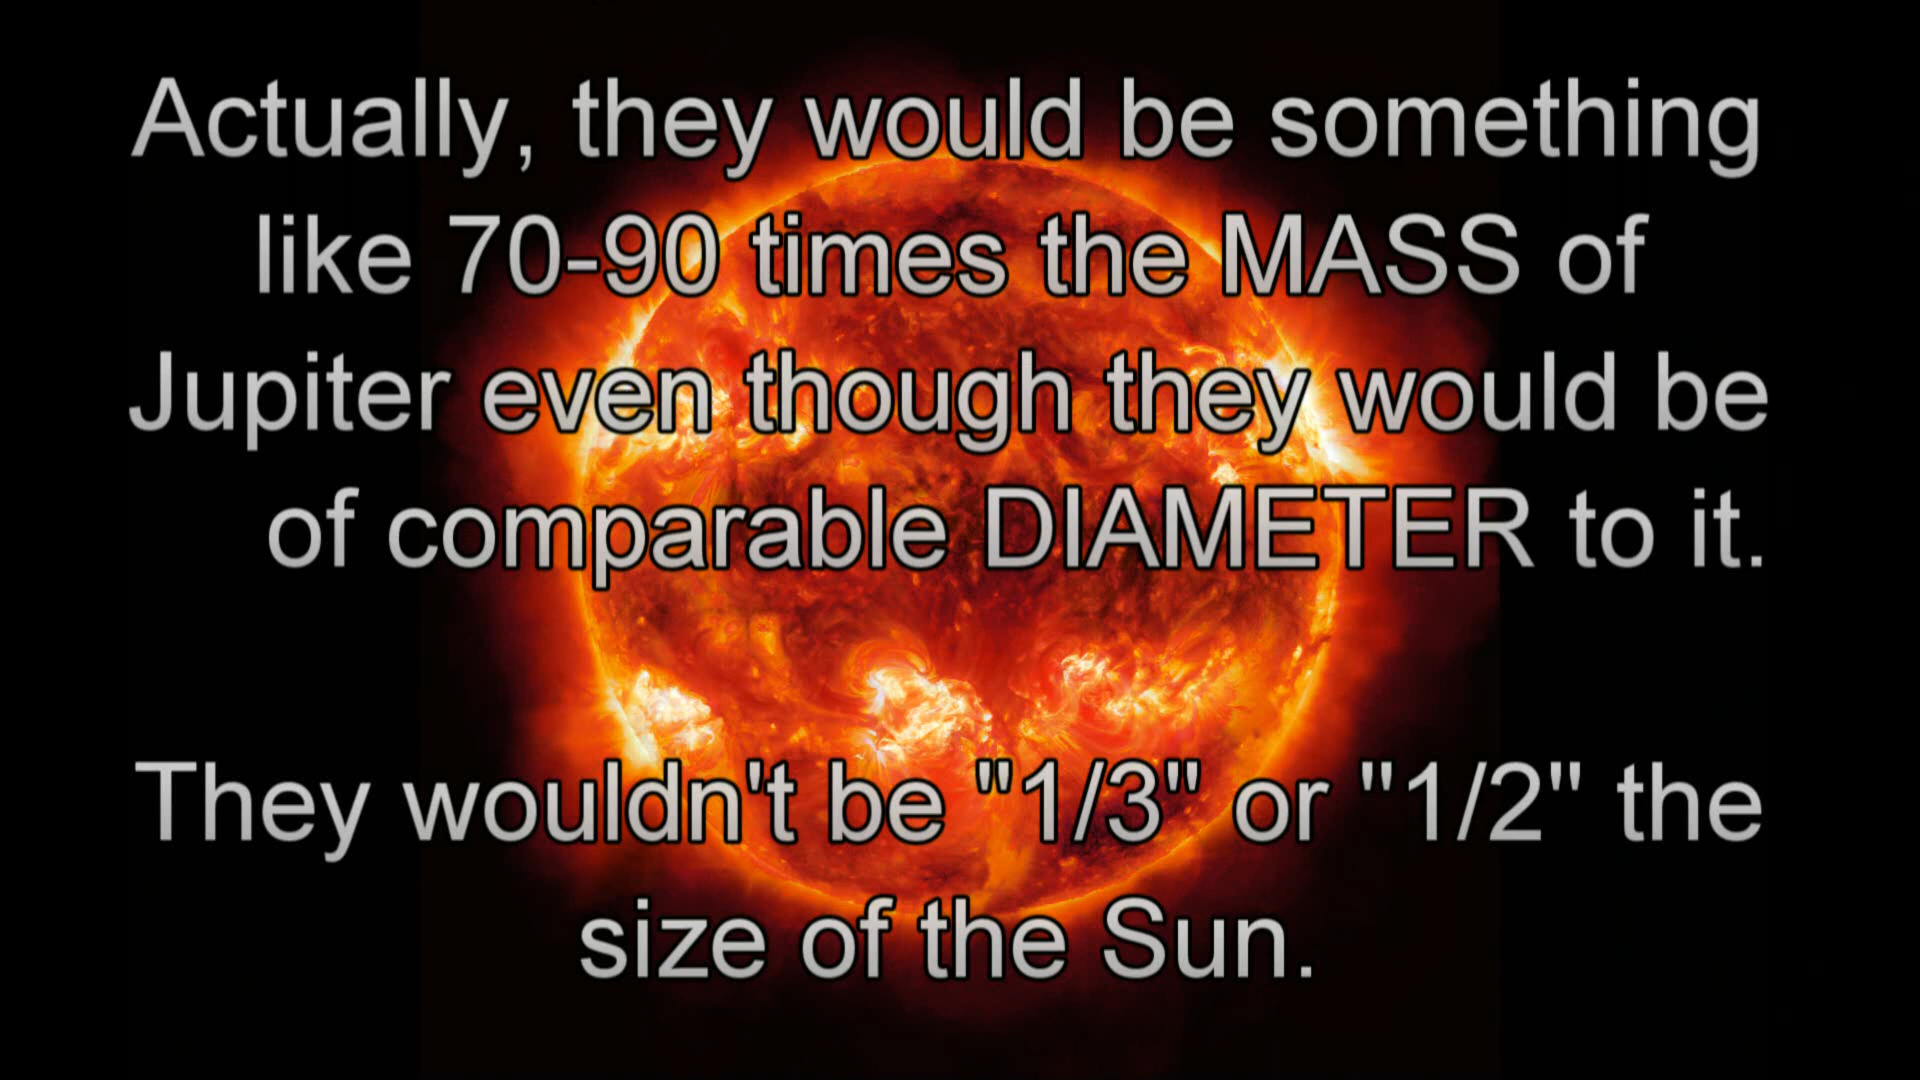 Actually, they would be something
like 70-90 times the MASS of
Jupiter even though they would be
of comparable DIAMETER to it.
They wouldn't be "1/3" or "1/2" the
size of the Sun.